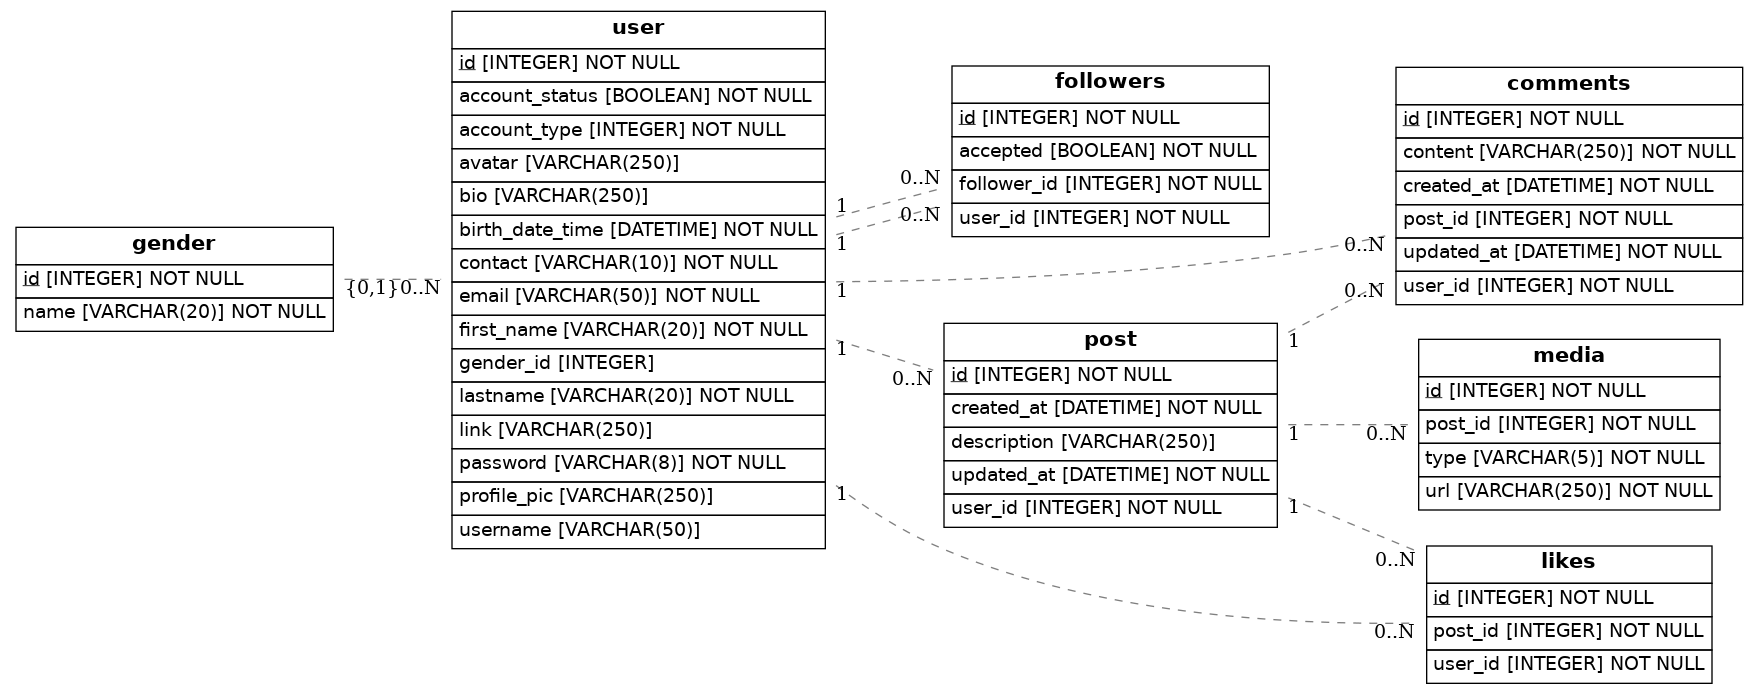 gender
id [INTEGER] NOT NULL
name [VARCHAR(20)] NOT NULL
{0,1}
0..N
user
id [INTEGER] NOT NULL
account_status [BOOLEAN] NOT NULL
account_type [INTEGER] NOT NULL
avatar [VARCHAR(250)]
bio [VARCHAR(250)]
birth_date_time [DATETIME] NOT NULL
contact [VARCHAR(10)] NOT NULL
email [VARCHAR(50)] NOT NULL
first_name [VARCHAR(20)] NOT NULL
gender_id [INTEGER]
lastname [VARCHAR(20)] NOT NULL
link [VARCHAR(250)]
password [VARCHAR(8)] NOT NULL
profile_pic [VARCHAR(250)]
username [VARCHAR(50)]
1
0..N
1
0..N
1
0..N
1
0..N
1
0..N
followers
id [INTEGER] NOT NULL
accepted [BOOLEAN] NOT NULL
follower_id [INTEGER] NOT NULL
user_id [INTEGER] NOT NULL
post
id [INTEGER] NOT NULL
created_at [DATETIME] NOT NULL
description [VARCHAR(250)]
updated_at [DATETIME] NOT NULL
user_id [INTEGER] NOT NULL
1
0..N
1
0..N
1
0..N
comments
id [INTEGER] NOT NULL
content [VARCHAR(250)] NOT NULL
created_at [DATETIME] NOT NULL
post_id [INTEGER] NOT NULL
updated_at [DATETIME] NOT NULL
user_id [INTEGER] NOT NULL
media
id [INTEGER] NOT NULL
post_id [INTEGER] NOT NULL
type [VARCHAR(5)] NOT NULL
url [VARCHAR(250)] NOT NULL
likes
id [INTEGER] NOT NULL
post_id [INTEGER] NOT NULL
user_id [INTEGER] NOT NULL